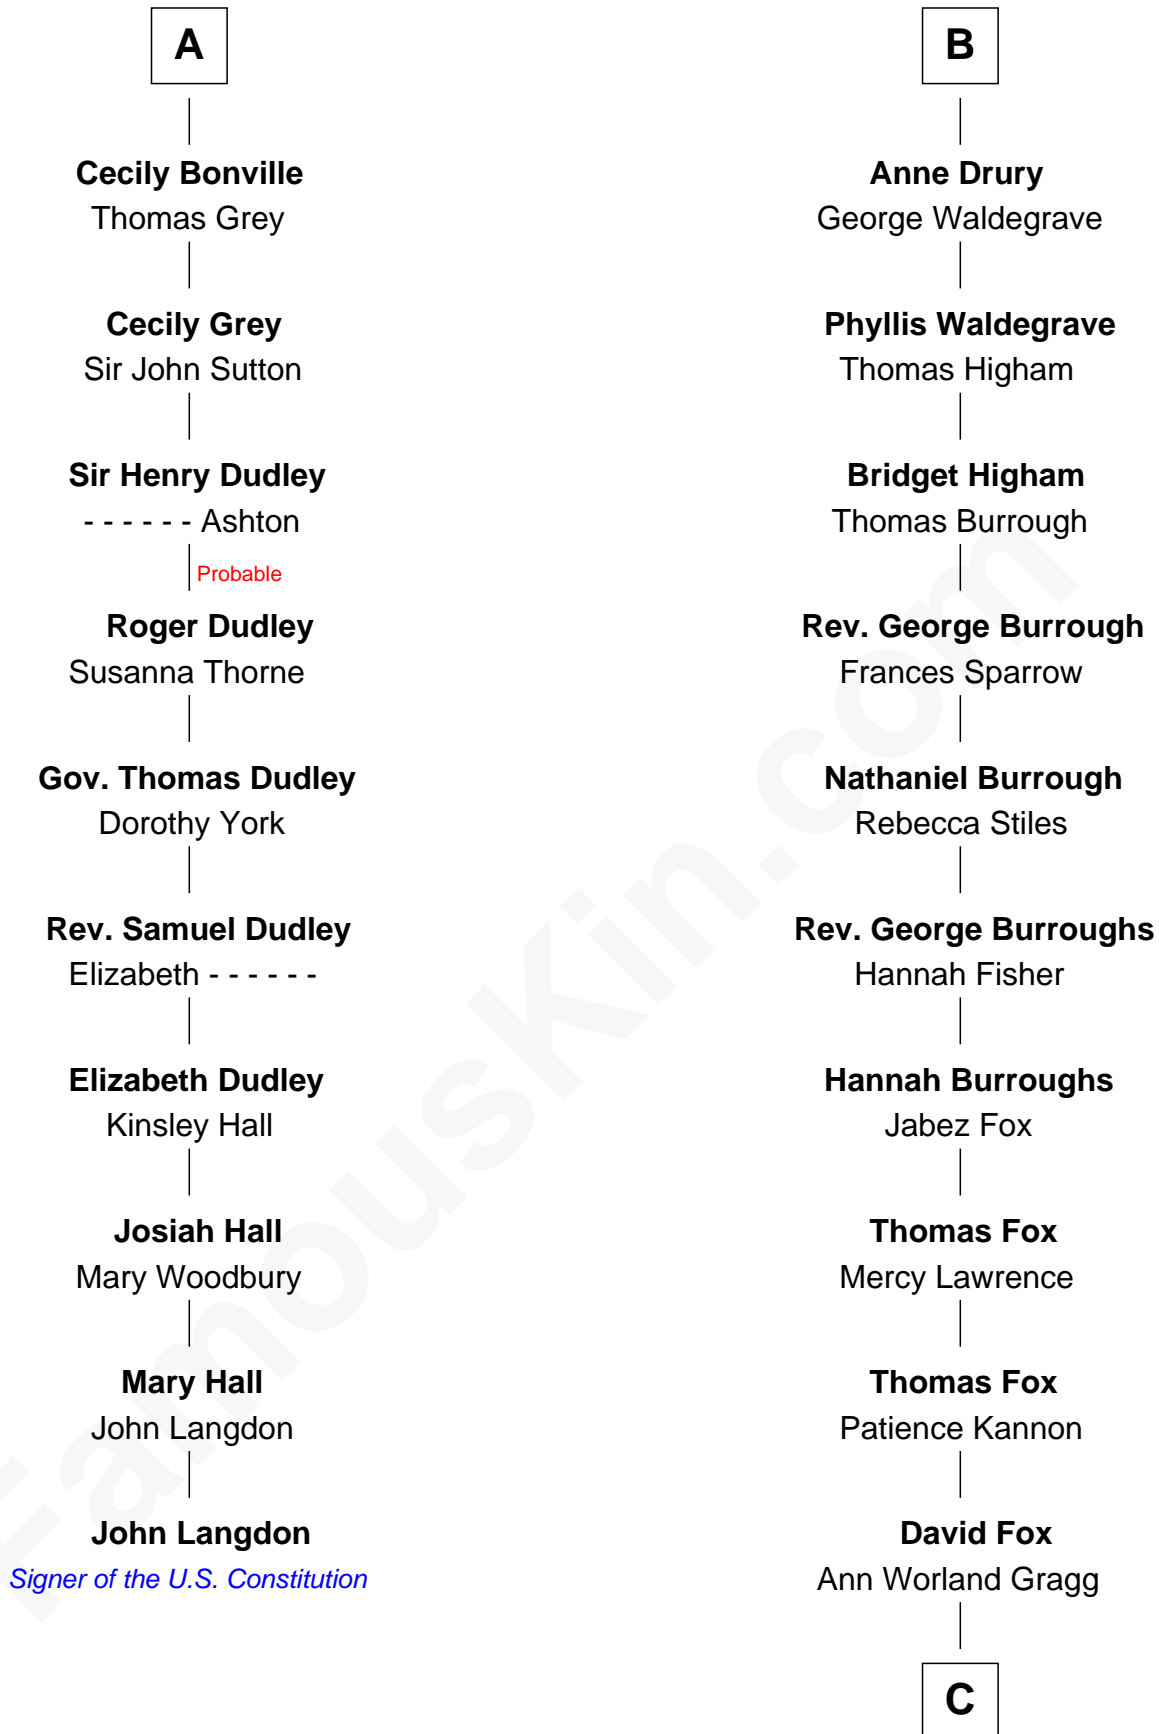 A
Cecily Bonville
Thomas Grey
Cecily Grey
Sir John Sutton
Sir Henry Dudley
- - - - - - Ashton
Probable
Roger Dudley
Susanna Thorne
Gov. Thomas Dudley
Dorothy York
Rev. Samuel Dudley
Elizabeth - - - - - -
Elizabeth Dudley
Kinsley Hall
Josiah Hall
Mary Woodbury
Mary Hall
John Langdon
John Langdon
Signer of the U.S. Constitution
B
Anne Drury
George Waldegrave
Phyllis Waldegrave
Thomas Higham
Bridget Higham
Thomas Burrough
Rev. George Burrough
Frances Sparrow
Nathaniel Burrough
Rebecca Stiles
Rev. George Burroughs
Hannah Fisher
Hannah Burroughs
Jabez Fox
Thomas Fox
Mercy Lawrence
Thomas Fox
Patience Kannon
David Fox
Ann Worland Gragg
C
FamousKin.com